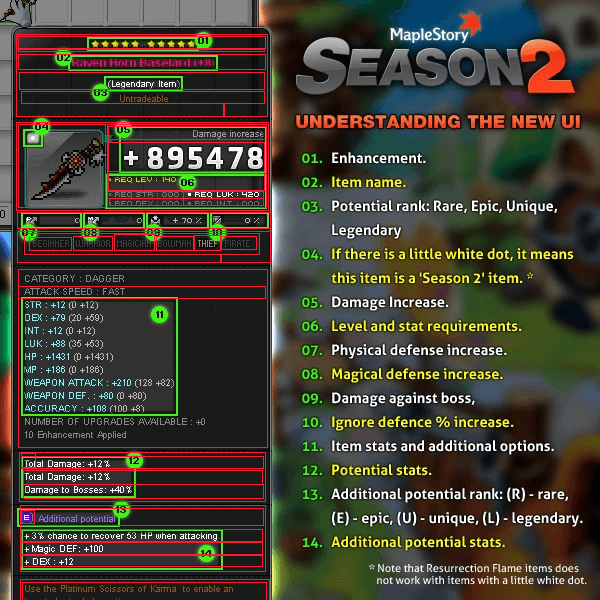 01
02 Raven Horn Baselard (+8)
(Legendary Item)
03
Untradeable
04
05
Damage increase
+895478
REQ LEV : 140
06
REQ STR : 000 REQ LUK : 420
REQ DEX : 000 REQ INT : 000
0 0 + 70 % 0 %
07 08 09 10
BEGINNER WARRIOR MAGICIAN BOWMAN THIEF PIRATE
CATEGORY : DAGGER
ATTACK SPEED : FAST
STR : +12 (0 +12)
DEX : +79 (20 +59)
11
INT : +12 (0 +12)
LUK : +88 (35 +53)
HP : +1431 (0 +1431)
MP : +186 (0 +186)
WEAPON ATTACK : +210 (128 +82)
WEAPON DEF. : +80 (0 +80)
ACCURACY : +108 (100 +8)
NUMBER OF UPGRADES AVAILABLE : +0
10 Enhancement Applied
12
Total Damage: +12%
Total Damage: +12%
Damage to Bosses: +40%
13
E Additional potential
+ 3% chance to recover 53 HP when attacking
+ Magic DEF: +100
14
+ DEX : +12
Use the Platinum Scissors of Karma to enable an
MapleStory
SEASON 2
UNDERSTANDING THE NEW UI
01. Enhancement.
02. Item name.
03. Potential rank: Rare, Epic, Unique,
Legendary
04. If there is a little white dot, it means
this item is a 'Season 2' item. *
05. Damage Increase.
06. Level and stat requirements.
07. Physical defense increase.
08. Magical defense increase.
09. Damage against boss,
10. Ignore defence % increase.
11. Item stats and additional options.
12. Potential stats.
13. Additional potential rank: (R) - rare,
(E) - epic, (U) - unique, (L) - legendary.
14. Additional potential stats.
* Note that Resurrection Flame items does
not work with items with a little white dot.